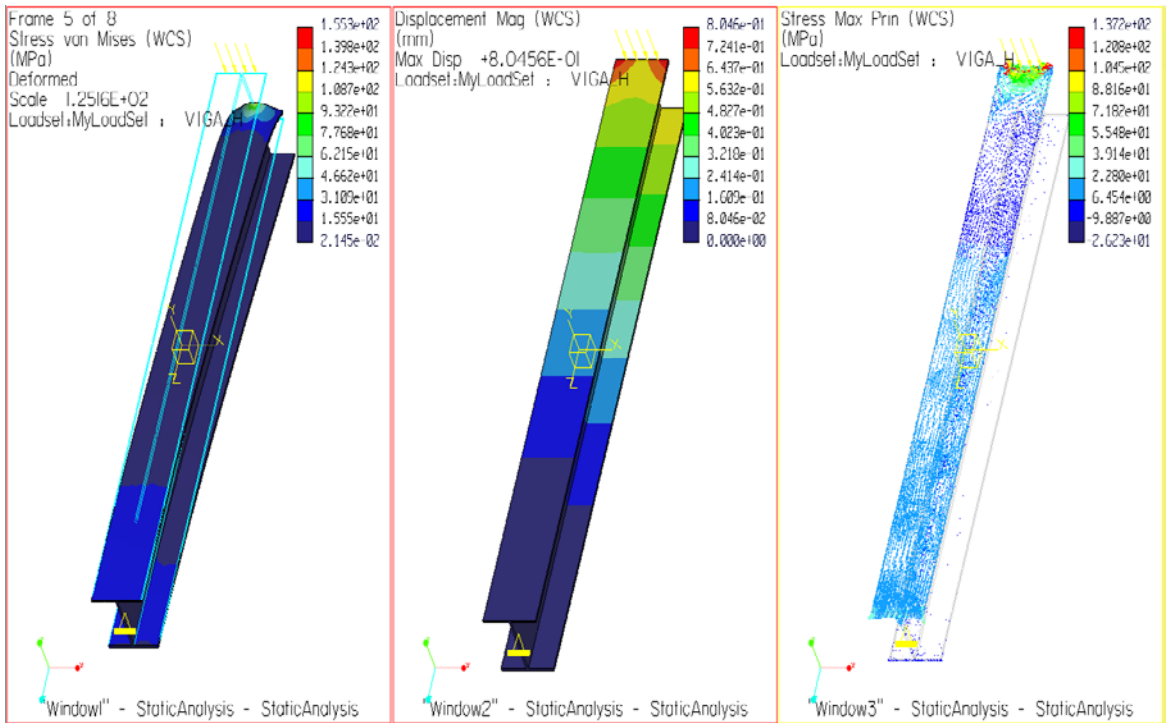 Frame 5 of 8
Stress von Mises (WCS)
(MPa)
Deformed
Scale 1.2516E+02
Loadset:MyLoadSet : VIGA_H
1.553e+02
1.398e+02
1.243e+02
1.087e+02
9.322e+01
7.768e+01
6.215e+01
4.662e+01
3.109e+01
1.555e+01
2.145e-02
Y
X
Z
"Window1" - StaticAnalysis - StaticAnalysis
Displacement Mag (WCS)
(mm)
Max Disp +8.0456E-01
Loadset:MyLoadSet : VIGA_H
8.046e-01
7.241e-01
6.437e-01
5.632e-01
4.827e-01
4.023e-01
3.218e-01
2.414e-01
1.609e-01
8.046e-02
0.000e+00
Y
X
Z
"Window2" - StaticAnalysis - StaticAnalysis
Stress Max Prin (WCS)
(MPa)
Loadset:MyLoadSet : VIGA_H
1.372e+02
1.208e+02
1.045e+02
8.816e+01
7.182e+01
5.548e+01
3.914e+01
2.280e+01
6.454e+00
-9.887e+00
-2.623e+01
"Window3" - StaticAnalysis - StaticAnalysis